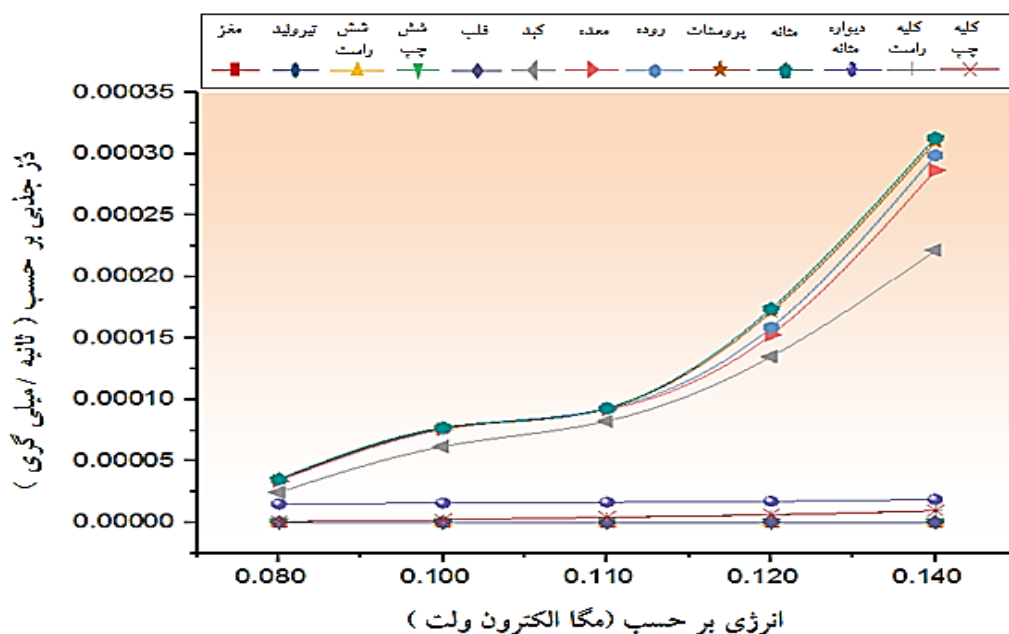 مغز
تیروئید
شش
راست
شش
چپ
قلب
کبد
معده
روده
پروستات
مثانه
دیواره
مثانه
کلیه
راست
کلیه
چپ
0.00035
0.00030
0.00025
0.00020
0.00015
0.00010
0.00005
0.00000
دُز جذبی بر حسب ( ثانیه / میلی گری )
0.080 0.100 0.110 0.120 0.140
انرژی بر حسب (مگا الکترون ولت )